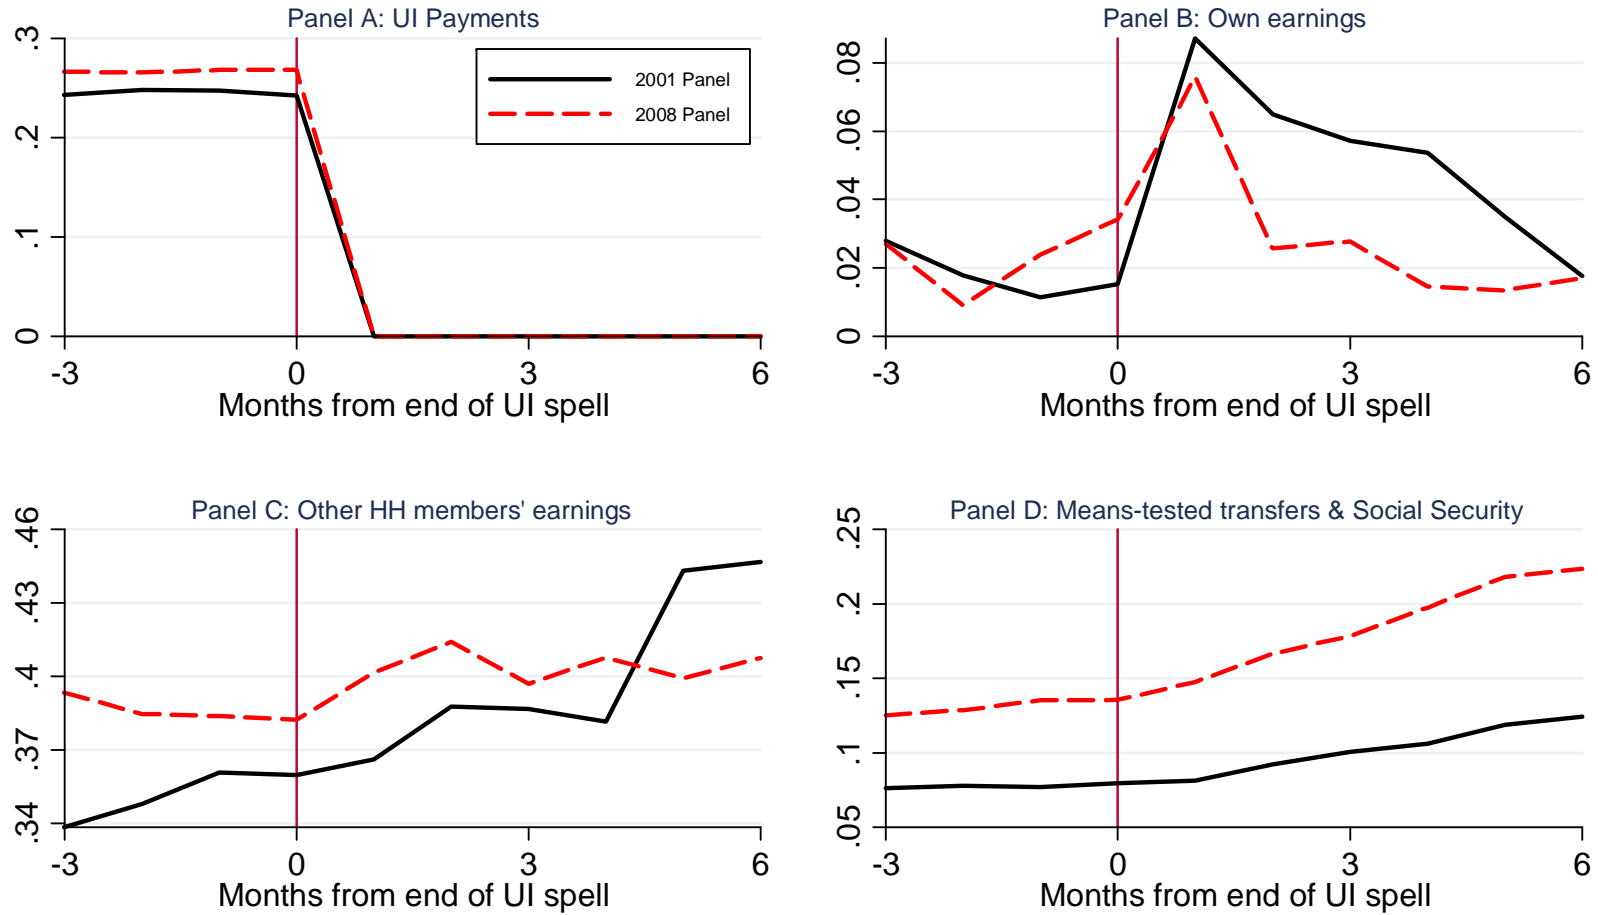 Panel A: UI Payments
.3
.2
.1
0
2001 Panel
2008 Panel
-3 0 3 6
Months from end of UI spell
Panel B: Own earnings
.08
.06
.04
.02
0
-3 0 3 6
Months from end of UI spell
Panel C: Other HH members' earnings
.46
.43
.4
.37
.34
-3 0 3 6
Months from end of UI spell
Panel D: Means-tested transfers & Social Security
.25
.2
.15
.1
.05
-3 0 3 6
Months from end of UI spell